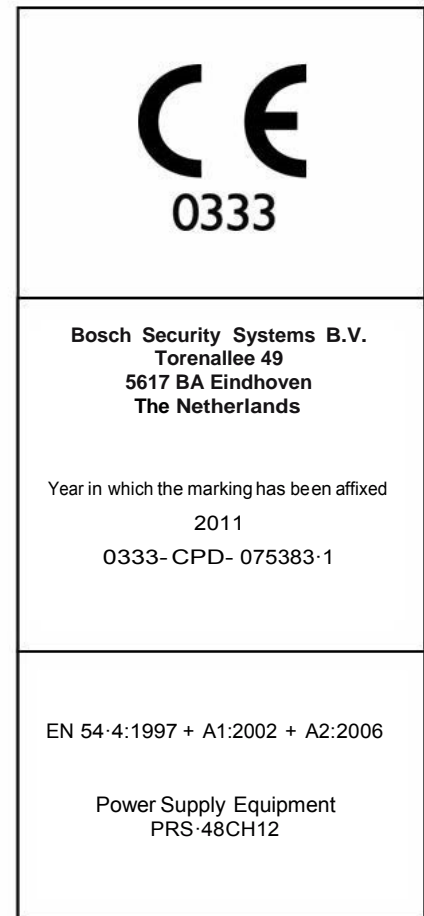 CE
0333
Bosch Security Systems B.V.
Torenallee 49
5617 BA Eindhoven
The Netherlands
Year in which the marking has been affixed
2011
0333-CPD-075383·1
EN 54·4:1997 + A1:2002 + A2:2006
Power Supply Equipment
PRS·48CH12